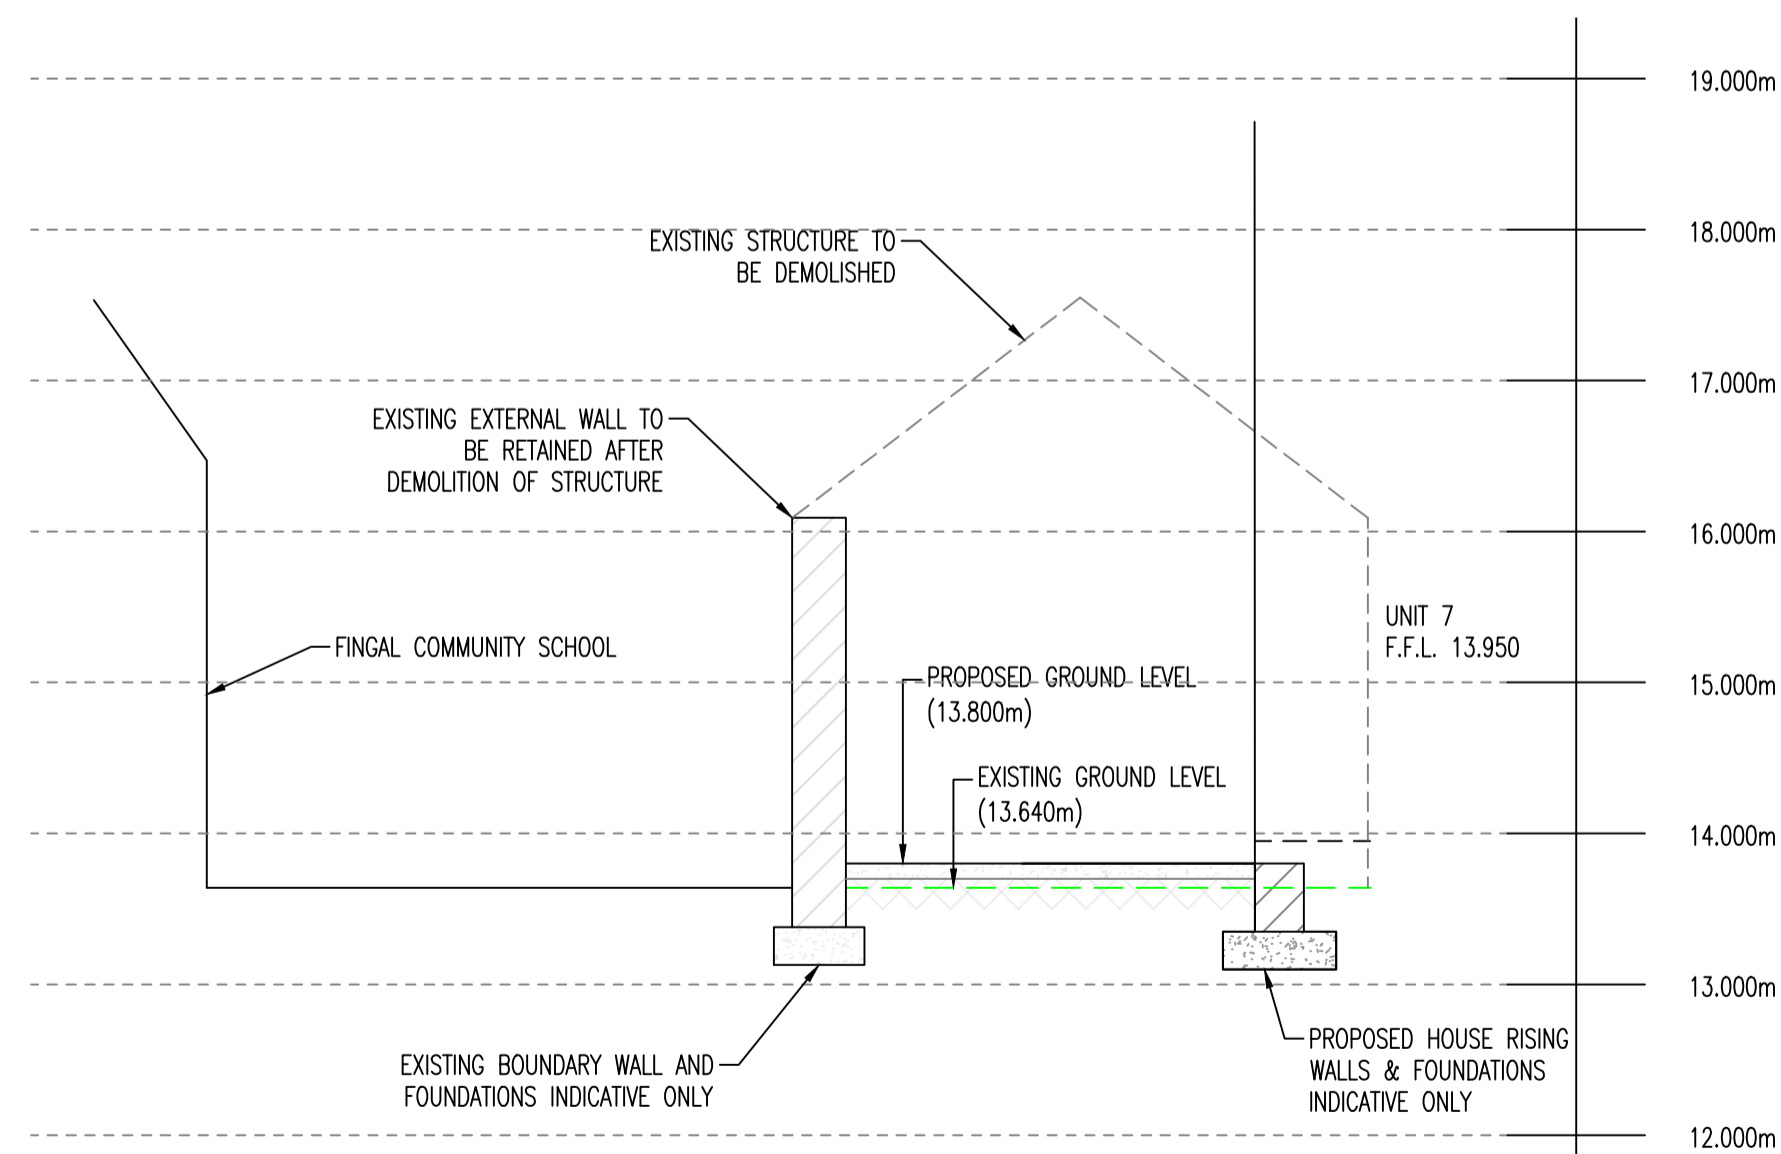 19.000m
18.000m
EXISTING STRUCTURE TO
BE DEMOLISHED
17.000m
EXISTING EXTERNAL WALL TO
BE RETAINED AFTER
DEMOLITION OF STRUCTURE
16.000m
UNIT 7
F.F.L. 13.950
FINGAL COMMUNITY SCHOOL
PROPOSED GROUND LEVEL
(13.800m)
15.000m
EXISTING GROUND LEVEL
(13.640m)
14.000m
13.000m
PROPOSED HOUSE RISING
WALLS & FOUNDATIONS
INDICATIVE ONLY
EXISTING BOUNDARY WALL AND
FOUNDATIONS INDICATIVE ONLY
12.000m